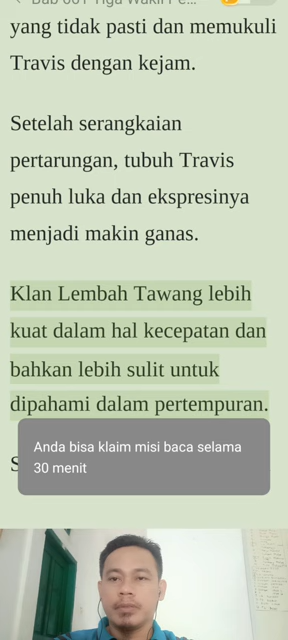 yang tidak pasti dan memukuli
Travis dengan kejam.
Setelah serangkaian
pertarungan, tubuh Travis
penuh luka dan ekspresinya
menjadi makin ganas.
Klan Lembah Tawang lebih
kuat dalam hal kecepatan dan
bahkan lebih sulit untuk
dipahami dalam pertempuran.
Anda bisa klaim misi baca selama
30 menit